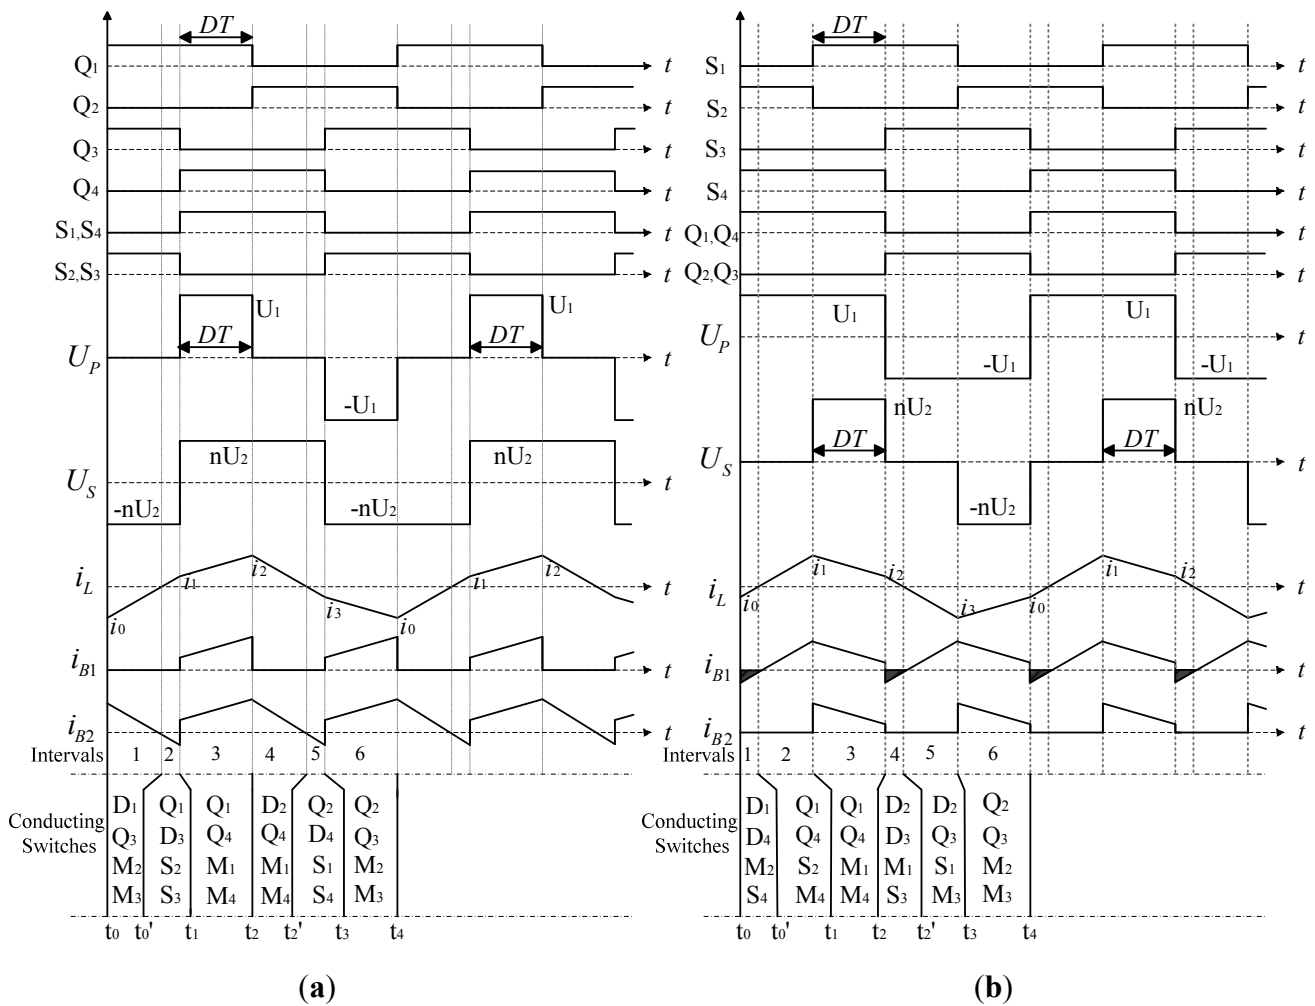 DT
Q1 t
Q2 t
Q3 t
Q4 t
S1,S4 t
S2,S3 t
U1 U1
DT DT
UP t
-U1
nU2 nU2
US t
-nU2 -nU2
iL i1 i2 i1 i2 t
i0 i3 i0
iB1 t
iB2 t
Intervals 1 2 3 4 5 6
Conducting Switches
D1 Q1 Q1 D2 Q2 Q2
Q3 D3 Q4 Q4 D4 Q3
M2 S2 M1 M1 S1 M2
M3 S3 M4 M4 S4 M3
t0 t0' t1 t2 t2' t3 t4
(a)
DT
S1 t
S2 t
S3 t
S4 t
Q1,Q4 t
Q2,Q3 t
U1 U1
UP t
-U1 -U1
nU2 nU2
DT DT
US t
-nU2
i1 i2 i1 i2
iL t
i0 i3 i0
iB1 t
iB2 t
Intervals 1 2 3 4 5 6
Conducting Switches
D1 Q1 Q1 D2 D2 Q2
D4 Q4 Q4 D3 Q3 Q3
M2 S2 M1 M1 S1 M2
S4 M4 M4 S3 M3 M3
t0 t0' t1 t2 t2' t3 t4
(b)